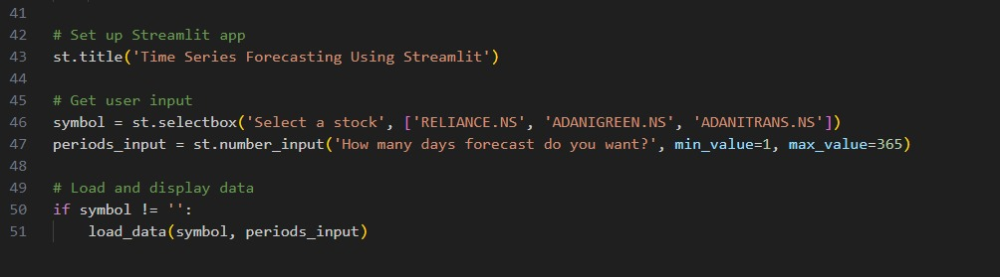 41
42 # Set up Streamlit app
43 st.title('Time Series Forecasting Using Streamlit')
44
45 # Get user input
46 symbol = st.selectbox('Select a stock', ['RELIANCE.NS', 'ADANIGREEN.NS', 'ADANITRANS.NS'])
47 periods_input = st.number_input('How many days forecast do you want?', min_value=1, max_value=365)
48
49 # Load and display data
50 if symbol != '':
51     load_data(symbol, periods_input)